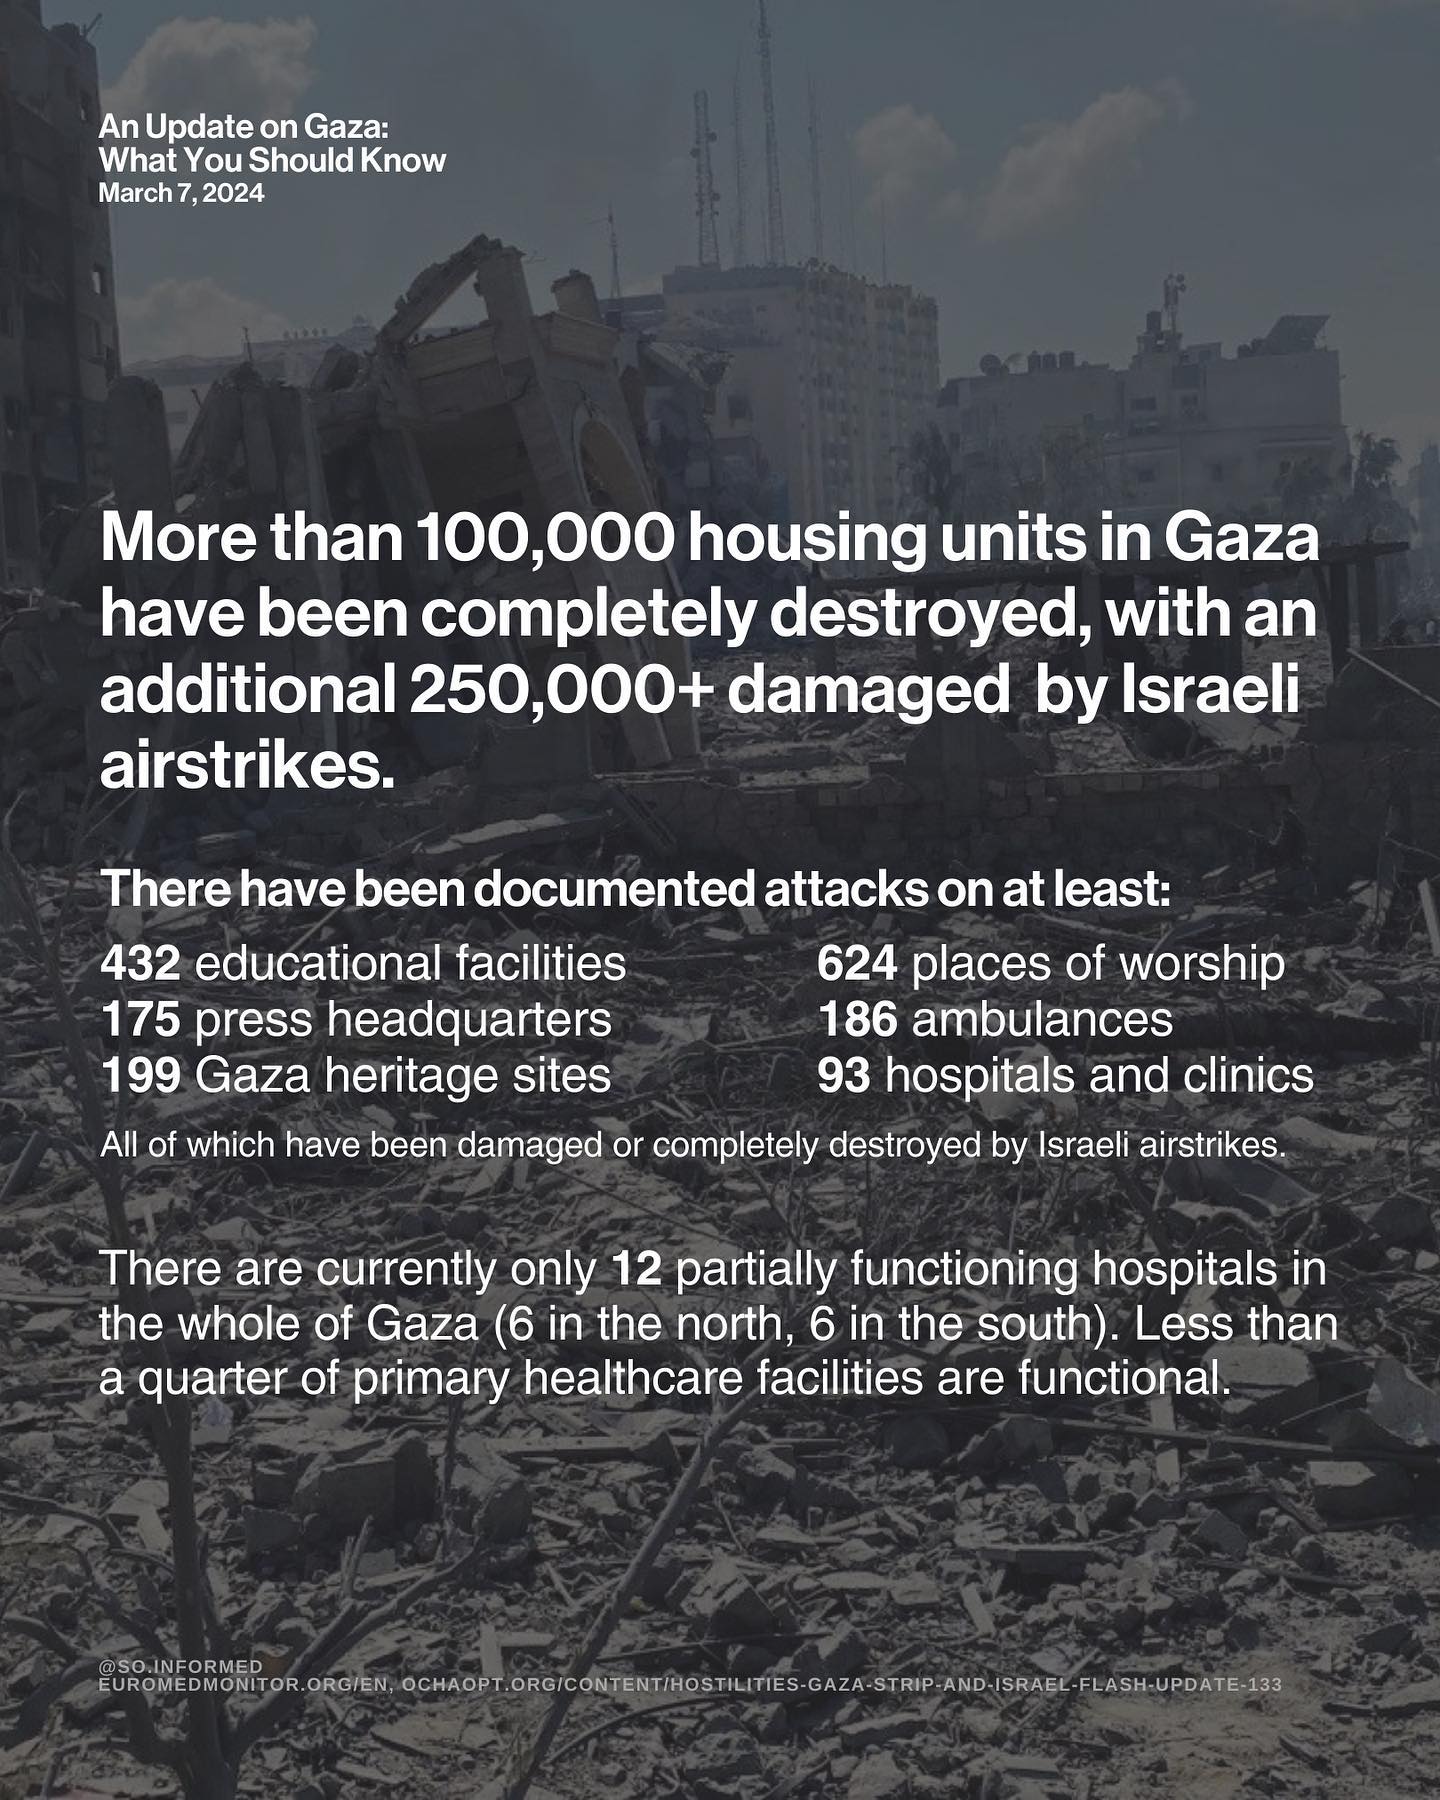 An Update on Gaza:
What You Should Know
March 7, 2024
More than 100,000 housing units in Gaza
have been completely destroyed, with an
additional 250,000+ damaged by Israeli
airstrikes.
There have been documented attacks on at least:
432 educational facilities
175 press headquarters
199 Gaza heritage sites
624 places of worship
186 ambulances
93 hospitals and clinics
All of which have been damaged or completely destroyed by Israeli airstrikes.
There are currently only 12 partially functioning hospitals in
the whole of Gaza (6 in the north, 6 in the south). Less than
a quarter of primary healthcare facilities are functional.
@SO.INFORMED
EUROMEDMONITOR.ORG/EN, OCHAOPT.ORG/CONTENT/HOSTILITIES-GAZA-STRIP-AND-ISRAEL-FLASH-UPDATE-133